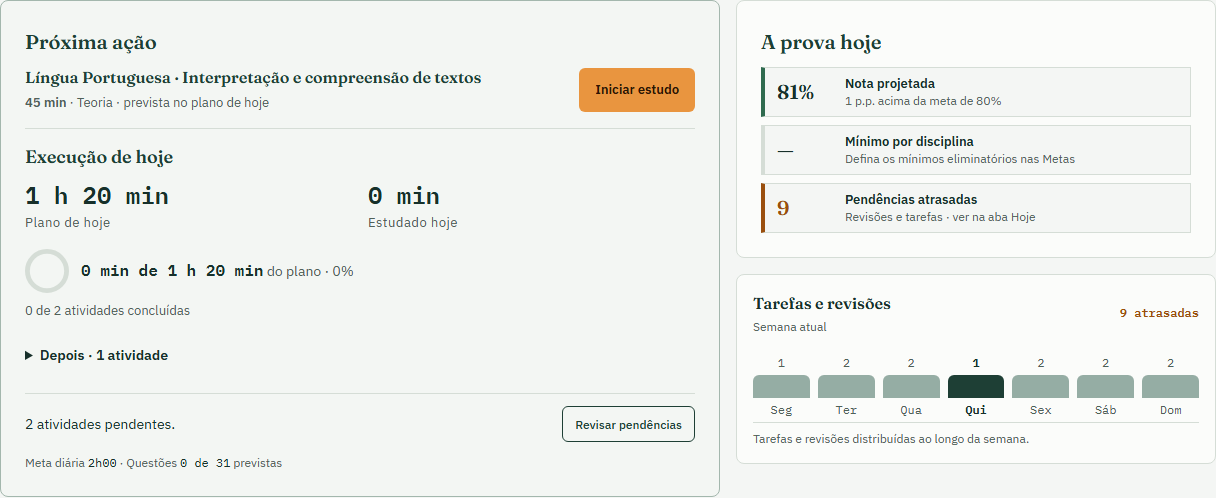 Próxima ação
Língua Portuguesa · Interpretação e compreensão de textos
45 min · Teoria · prevista no plano de hoje
Iniciar estudo
Execução de hoje
1 h 20 min
Plano de hoje
0 min
Estudado hoje
0 min de 1 h 20 min do plano · 0%
0 de 2 atividades concluídas
Depois · 1 atividade
2 atividades pendentes.
Revisar pendências
Meta diária 2h00 · Questões 0 de 31 previstas
A prova hoje
81%
Nota projetada
1 p.p. acima da meta de 80%
—
Mínimo por disciplina
Defina os mínimos eliminatórios nas Metas
9
Pendências atrasadas
Revisões e tarefas · ver na aba Hoje
Tarefas e revisões
Semana atual
9 atrasadas
1 2 2 1 2 2 2
Seg Ter Qua Qui Sex Sáb Dom
Tarefas e revisões distribuídas ao longo da semana.